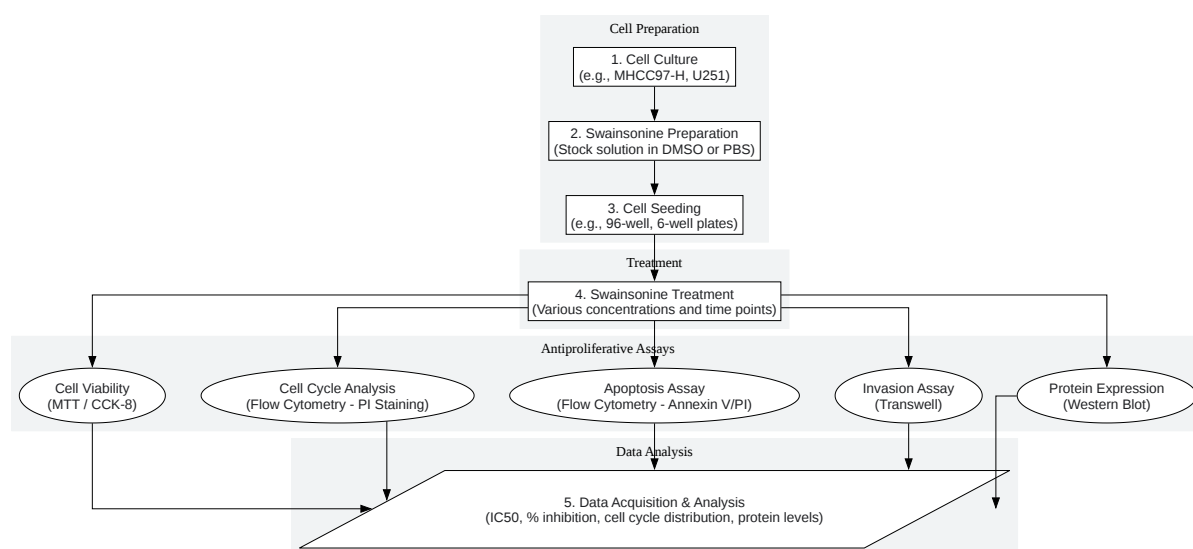 Cell Preparation
1. Cell Culture
(e.g., MHCC97-H, U251)
2. Swainsonine Preparation
(Stock solution in DMSO or PBS)
3. Cell Seeding
(e.g., 96-well, 6-well plates)
Treatment
4. Swainsonine Treatment
(Various concentrations and time points)
Antiproliferative Assays
Cell Viability
(MTT / CCK-8)
Cell Cycle Analysis
(Flow Cytometry - PI Staining)
Apoptosis Assay
(Flow Cytometry - Annexin V/PI)
Invasion Assay
(Transwell)
Protein Expression
(Western Blot)
Data Analysis
5. Data Acquisition & Analysis
(IC50, % inhibition, cell cycle distribution, protein levels)